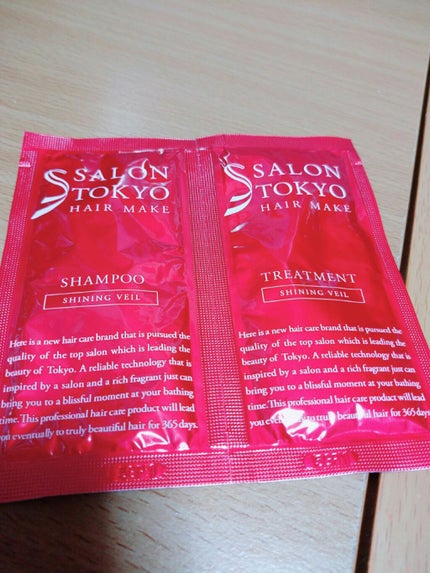 SALON
TOKYO
HAIR MAKE
SHAMPOO
SHINING VEIL
Here is a new hair care brand that is pursued the
quality of the top salon which is leading the
beauty of Tokyo. A reliable technology that is
inspired by a salon and a rich fragrant just can
bring you to a blissful moment at your bathing
time. This professional hair care product will lead
you eventually to truly beautiful hair for 365 days.
SALON
TOKYO
HAIR MAKE
TREATMENT
SHINING VEIL
Here is a new hair care brand that is pursued the
quality of the top salon which is leading the
beauty of Tokyo. A reliable technology that is
inspired by a salon and a rich fragrant just can
bring you to a blissful moment at your bathing
time. This professional hair care product will lead
you eventually to truly beautiful hair for 365 days.